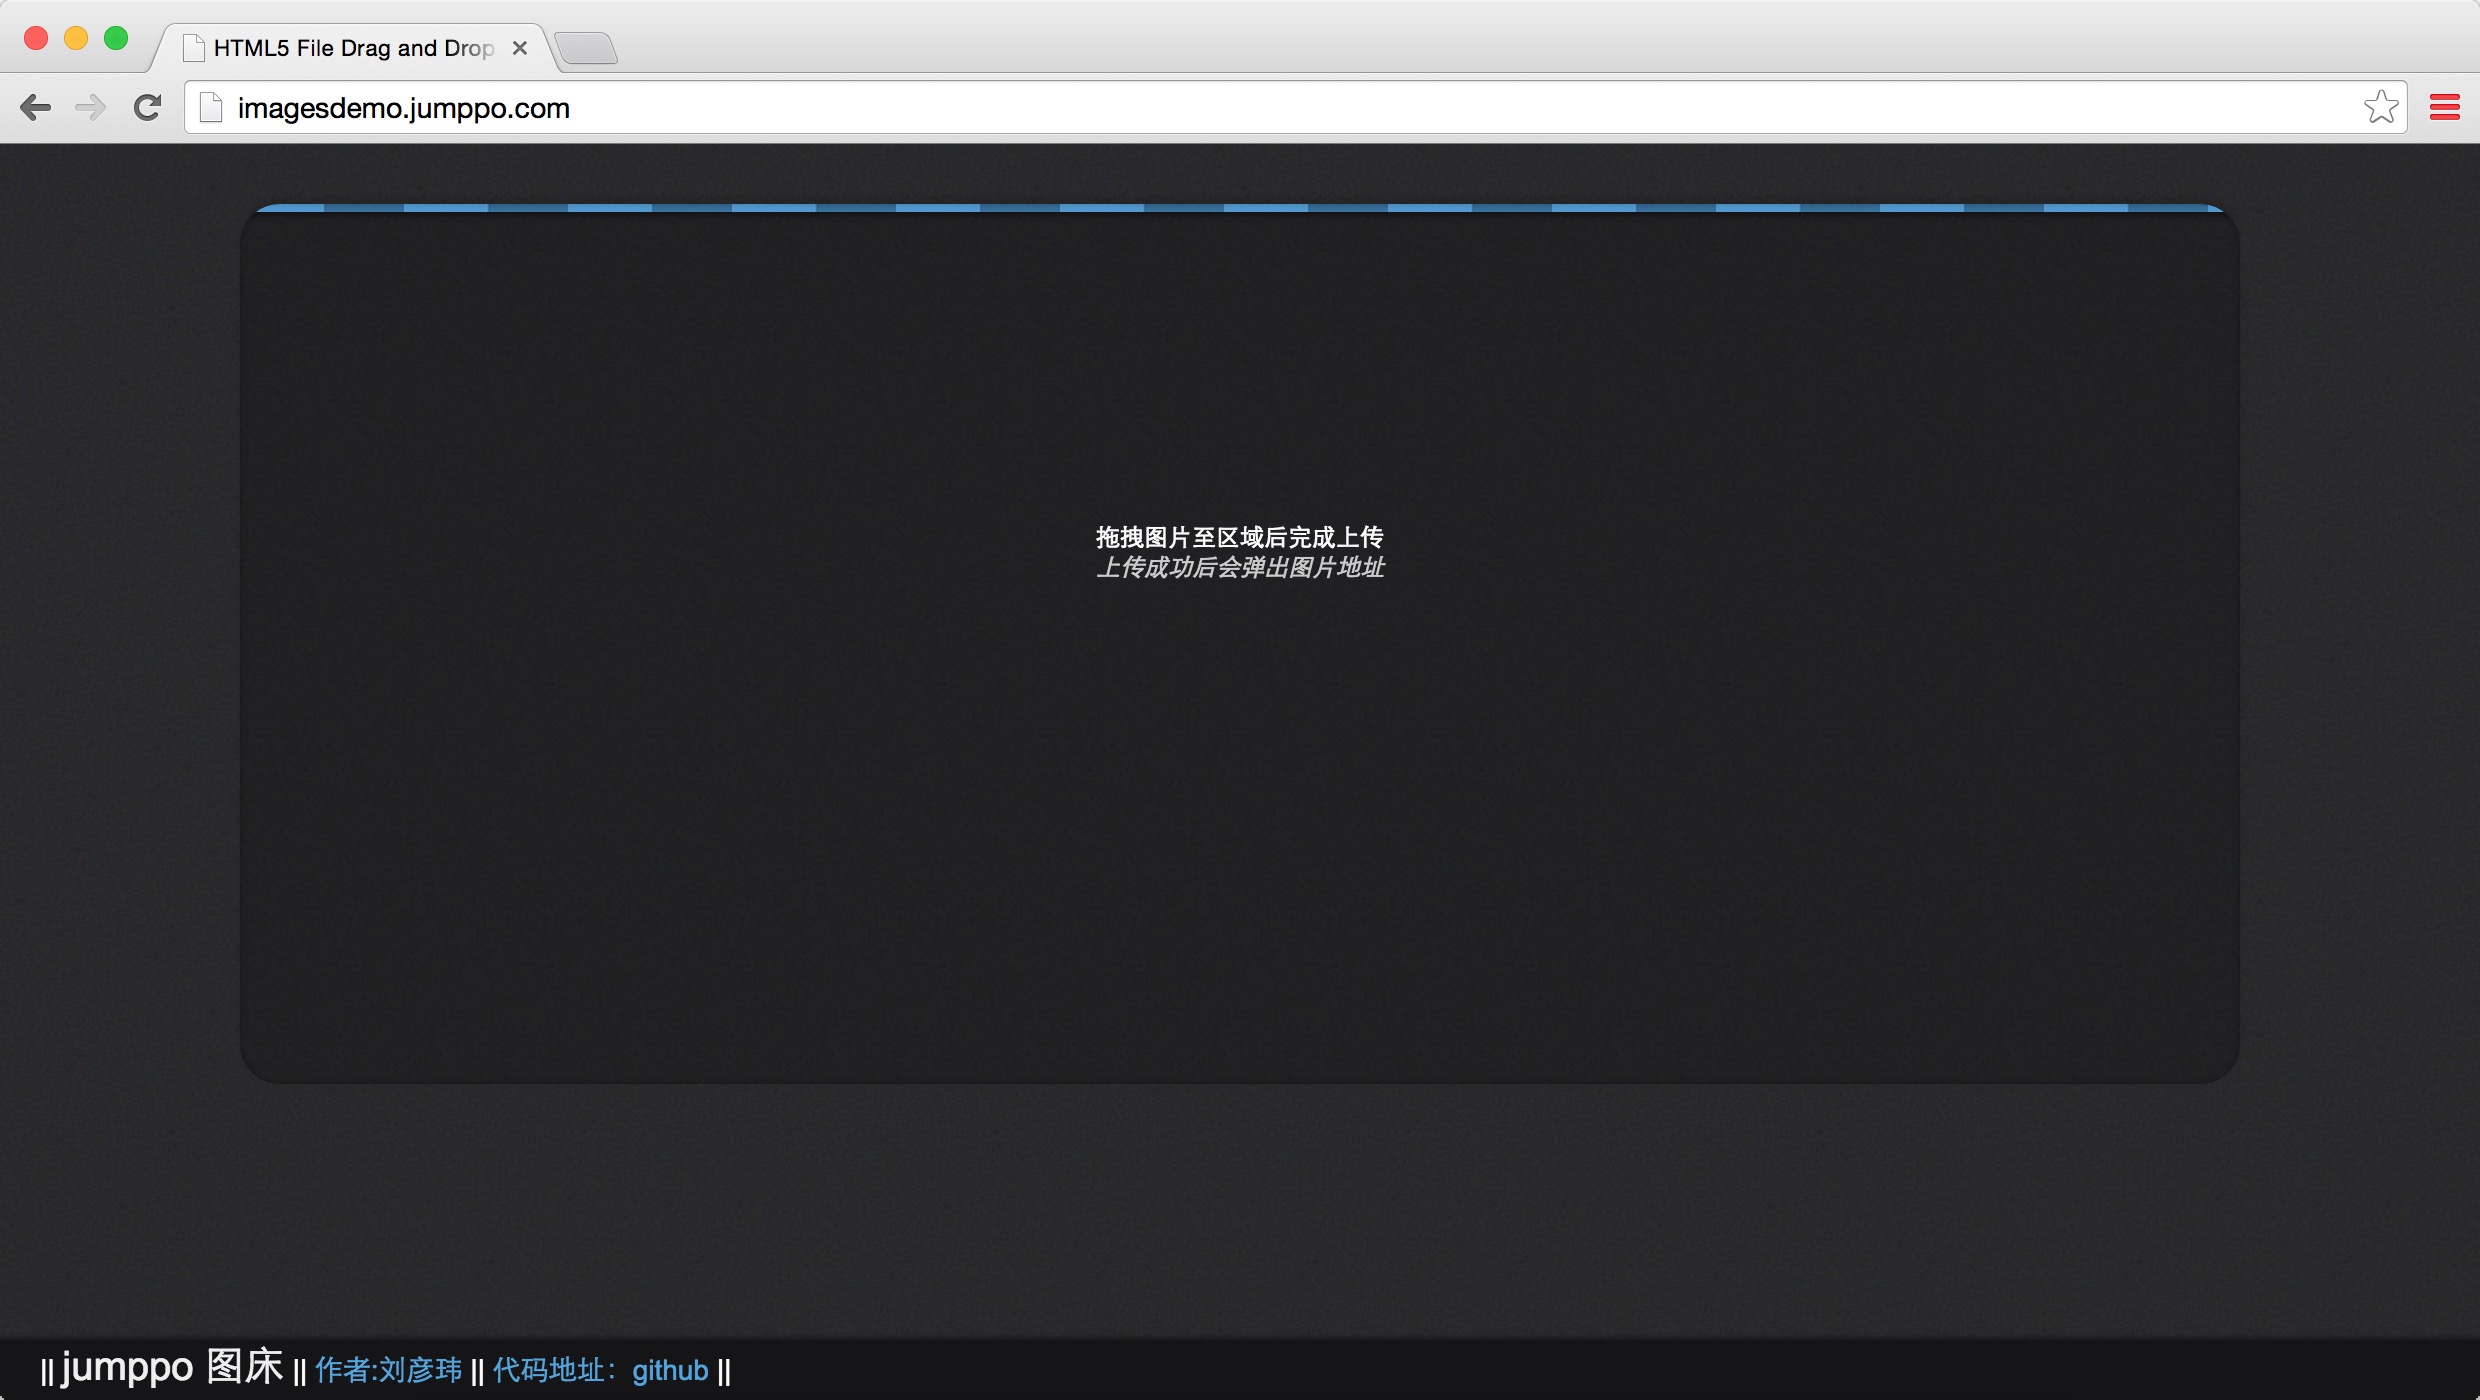 HTML5 File Drag and Drop
imagesdemo.jumppo.com
拖拽图片至区域后完成上传
上传成功后会弹出图片地址
|| jumppo 图床 || 作者:刘彦玮 || 代码地址：github ||